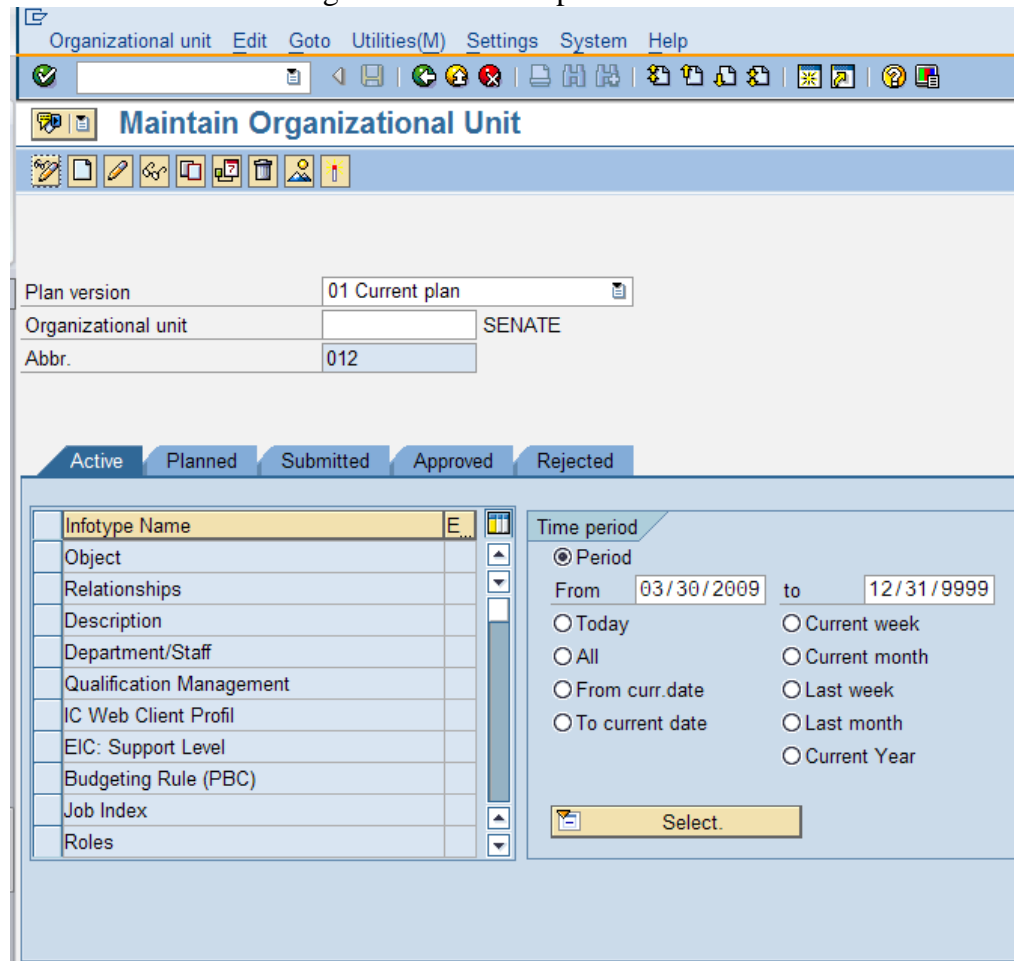 Organizational unit Edit Goto Utilities(M) Settings System Help
Maintain Organizational Unit
Plan version 01 Current plan
Organizational unit SENATE
Abbr. 012
Active Planned Submitted Approved Rejected
Infotype Name E...
Object
Relationships
Description
Department/Staff
Qualification Management
IC Web Client Profil
EIC: Support Level
Budgeting Rule (PBC)
Job Index
Roles
Time period
Period
From 03/30/2009 to 12/31/9999
Today Current week
All Current month
From curr.date Last week
To current date Last month
Current Year
Select.